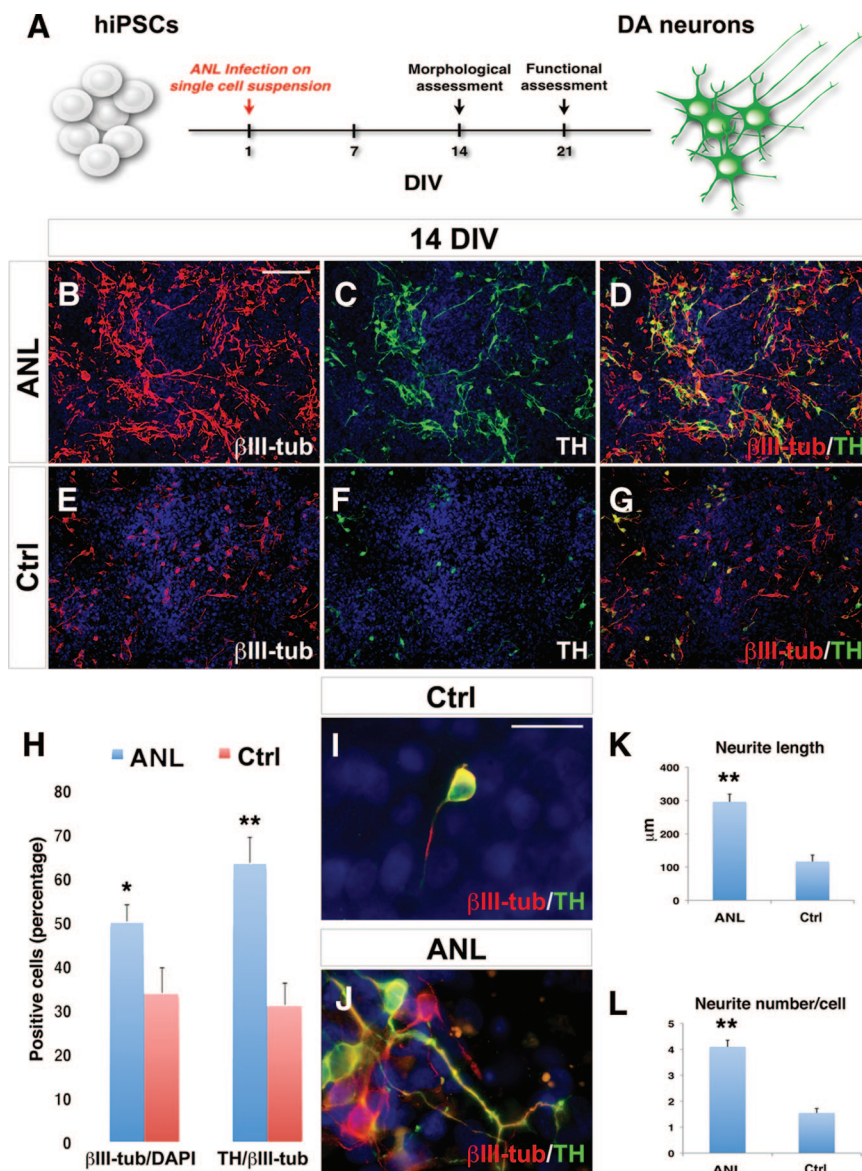 A
hiPSCs
DA neurons
ANL Infection on
single cell suspension
Morphological
assessment
Functional
assessment
1
7
14
21
DIV
14 DIV
ANL
B
βIII-tub
C
TH
D
βIII-tub/TH
Ctrl
E
βIII-tub
F
TH
G
βIII-tub/TH
H
ANL
Ctrl
Positive cells (percentage)
80
70
60
50
40
30
20
10
0
*
**
βIII-tub/DAPI
TH/βIII-tub
Ctrl
I
βIII-tub/TH
ANL
J
βIII-tub/TH
K
Neurite length
μm
400
300
200
100
0
**
ANL
Ctrl
L
Neurite number/cell
5
4
3
2
1
0
**
ANL
Ctrl